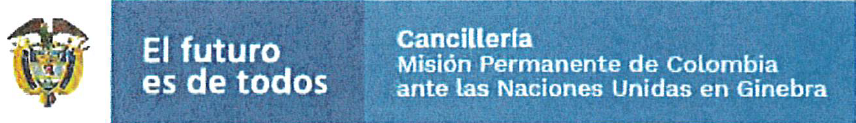 El futuro
es de todos
Cancillería
Misión Permanente de Colombia
ante las Naciones Unidas en Ginebra